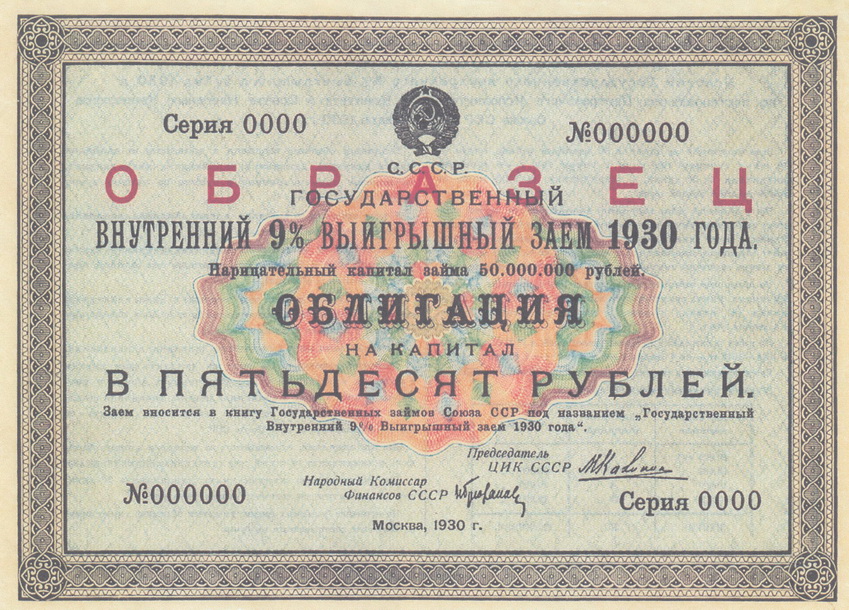 Серия 0000
№000000
С.С.С.Р.
ОБРАЗЕЦ
ГОСУДАРСТВЕННЫЙ
ВНУТРЕННИЙ 9% ВЫИГРЫШНЫЙ ЗАЕМ 1930 ГОДА.
Нарицательный капитал займа 50.000.000 рублей.
ОБЛИГАЦИЯ
НА КАПИТАЛ
В ПЯТЬДЕСЯТ РУБЛЕЙ.
Заем вносится в книгу Государственных займов Союза ССР под названием „Государственный
Внутренний 9% Выигрышный заем 1930 года“.
Председатель
ЦИК СССР
Народный Комиссар
Финансов СССР
№000000
Серия 0000
Москва, 1930 г.